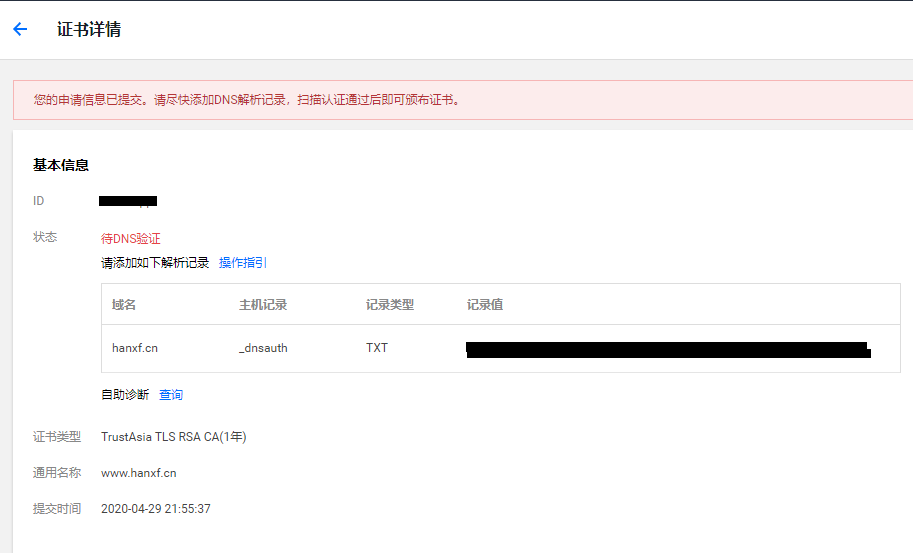 证书详情
您的申请信息已提交。请尽快添加DNS解析记录，扫描认证通过后即可颁布证书。
基本信息
ID
状态 待DNS验证
请添加如下解析记录 操作指引
域名 主机记录 记录类型 记录值
hanxf.cn _dnsauth TXT
自助诊断 查询
证书类型 TrustAsia TLS RSA CA(1年)
通用名称 www.hanxf.cn
提交时间 2020-04-29 21:55:37